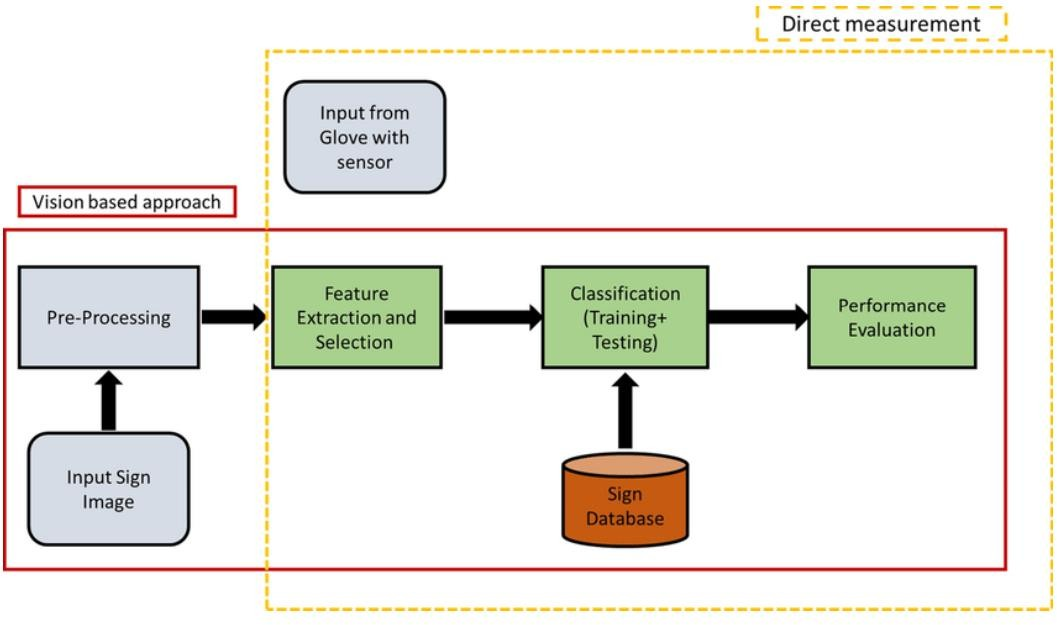 Direct measurement
Input from
Glove with
sensor
Vision based approach
Pre-Processing
Feature
Extraction and
Selection
Classification
(Training+
Testing)
Performance
Evaluation
Input Sign
Image
Sign
Database